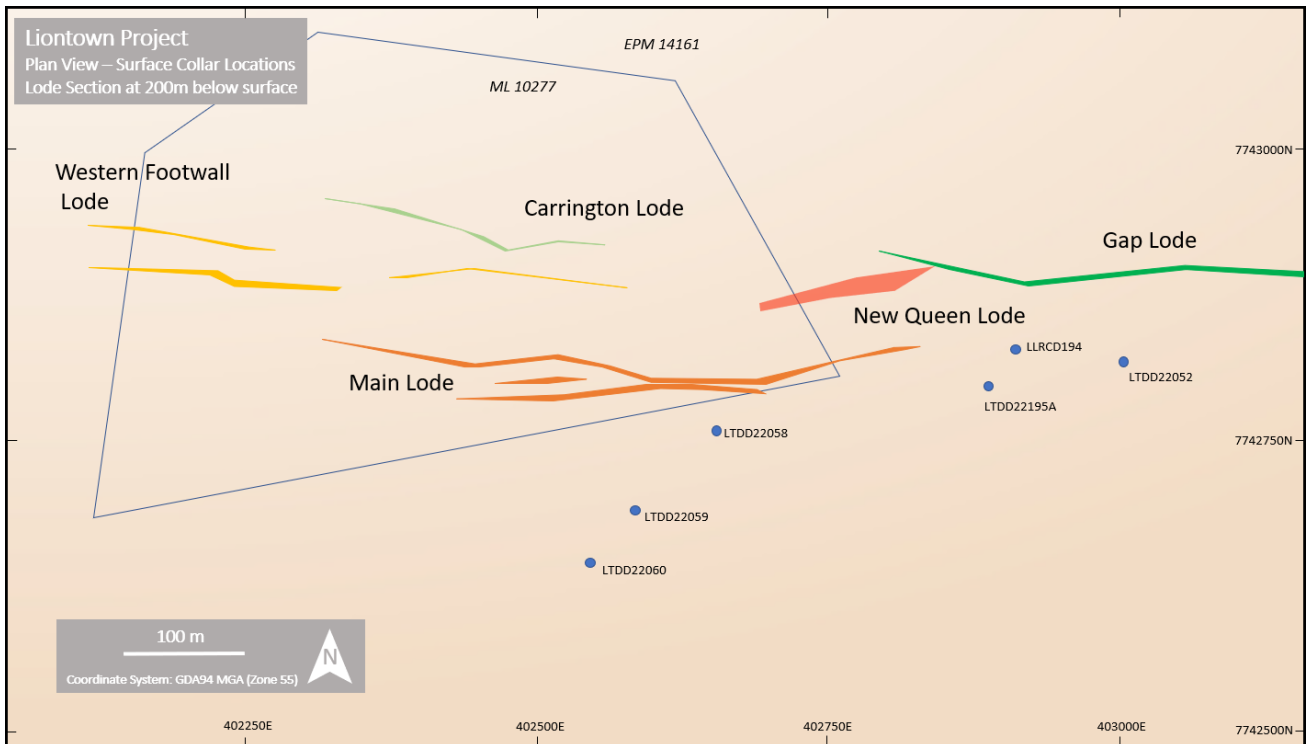 Liontown Project
Plan View – Surface Collar Locations
Lode Section at 200m below surface
EPM 14161
ML 10277
7743000N
Western Footwall
Lode
Carrington Lode
Gap Lode
New Queen Lode
LLRCD194
LTDD22052
Main Lode
LTDD22195A
LTDD22058
7742750N
LTDD22059
LTDD22060
100 m
N
Coordinate System: GDA94 MGA (Zone 55)
402250E
402500E
402750E
403000E
7742500N